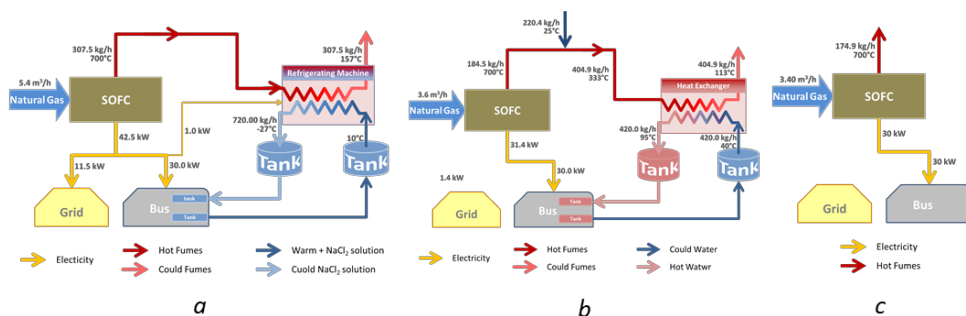 307.5 kg/h
700°C
307.5 kg/h
157°C
Refrigerating Machine
5.4 m³/h
Natural Gas
SOFC
42.5 kW
1.0 kW
720.00 kg/h
-27°C
10°C
Tank
Tank
11.5 kW
30.0 kW
Grid
Bus
tank
Tank
Electicity
Hot Fumes
Could Fumes
Warm + NaCl₂ solution
Cuold NaCl₂ solution
a
220.4 kg/h
25°C
184.5 kg/h
700°C
404.9 kg/h
333°C
404.9 kg/h
113°C
Heat Exchanger
3.6 m³/h
Natural Gas
SOFC
31.4 kW
420.0 kg/h
95°C
420.0 kg/h
40°C
Tank
Tank
1.4 kW
30.0 kW
Grid
Bus
tank
Tank
Electricity
Hot Fumes
Could Fumes
Could Water
Hot Watwr
b
174.9 kg/h
700°C
3.40 m³/h
Natural Gas
SOFC
30 kW
30 kW
Grid
Bus
Electricity
Hot Fumes
c